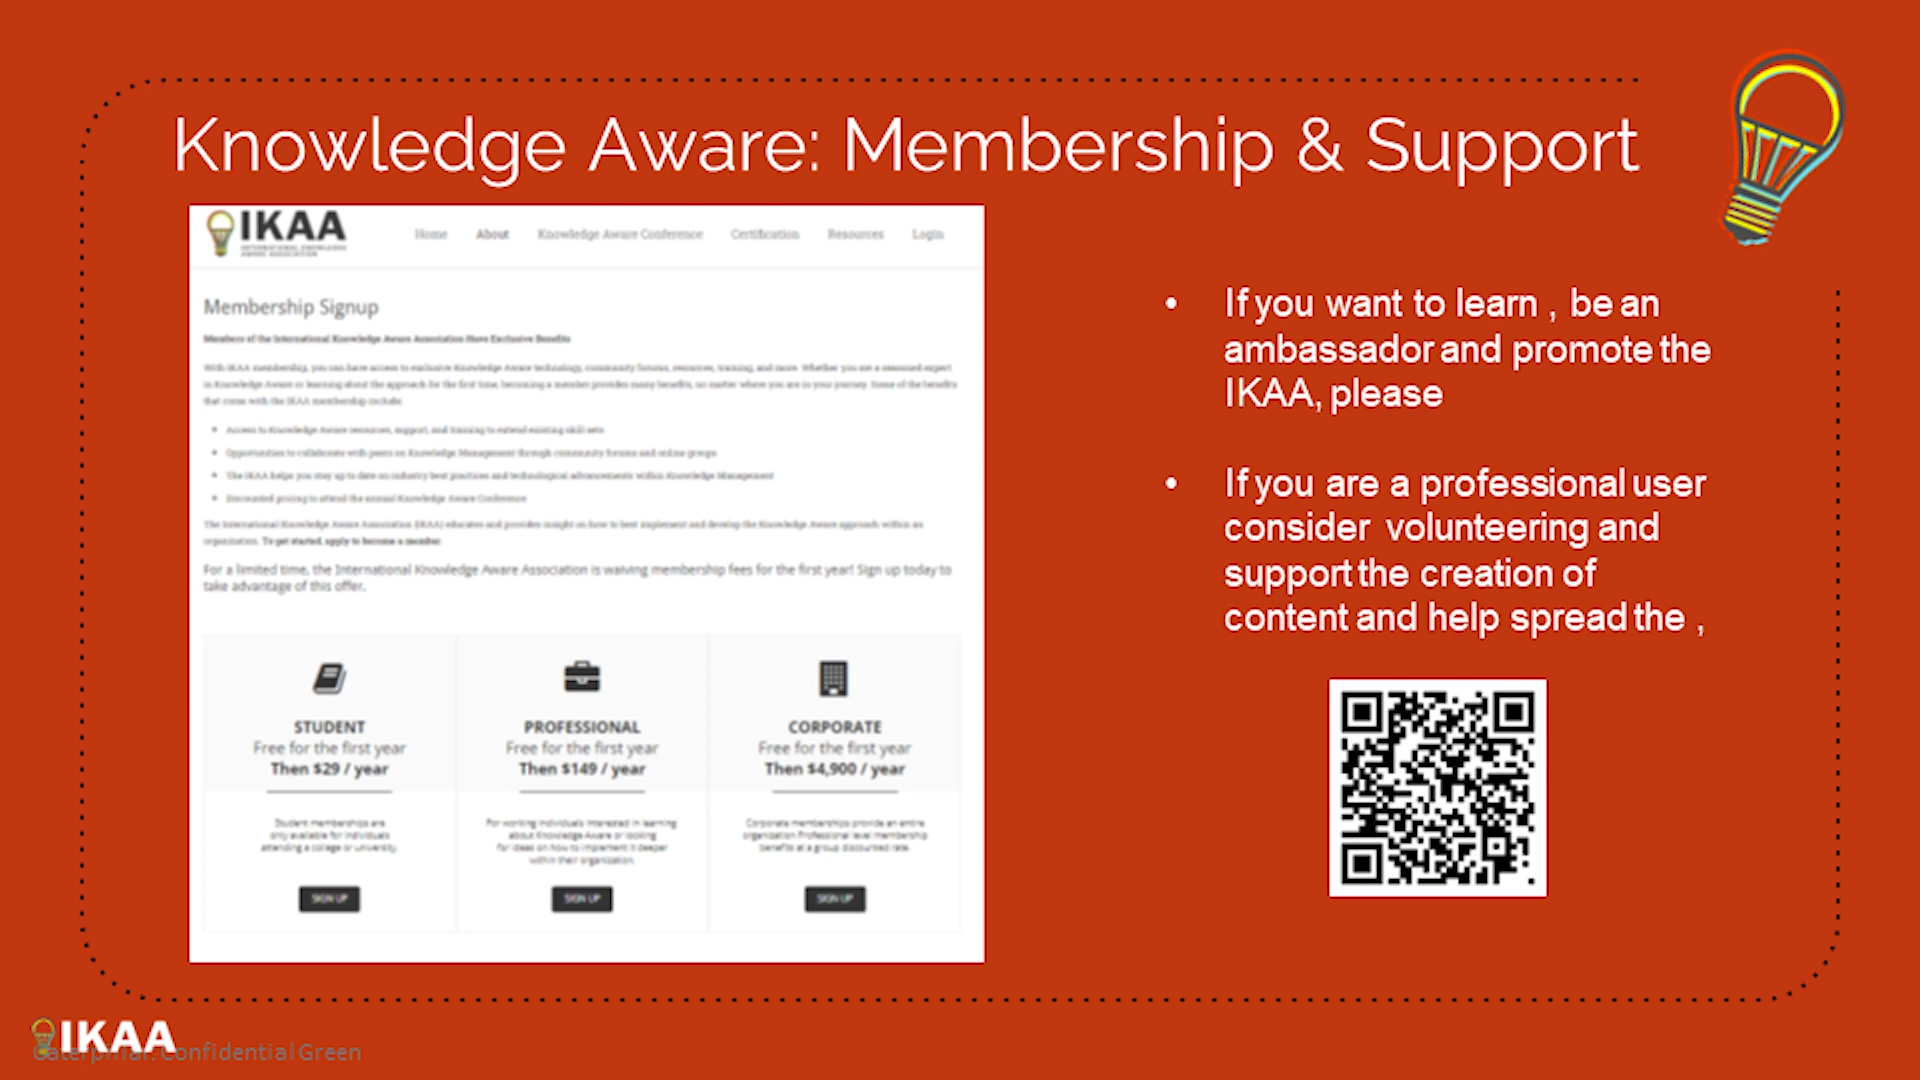 Knowledge Aware: Membership & Support
IKAA
INTERNATIONAL KNOWLEDGE
AWARE ASSOCIATION
Home About Knowledge Aware Conference Certification Resources Login
Membership Signup
Members of the International Knowledge Aware Association Have Exclusive Benefits
With IKAA membership, you can have access to exclusive Knowledge Aware technology, community forums, resources, training, and more. Whether you are a seasoned expert
in Knowledge Aware or learning about the approach for the first time, becoming a member provides many benefits, no matter where you are in your journey. Some of the benefits
that come with the IKAA membership include:
• Access to Knowledge Aware resources, support, and training to extend existing skill sets
• Opportunities to collaborate with peers on Knowledge Management through community forums and online groups
• The IKAA helps you stay up to date on industry best practices and technological advancements within Knowledge Management
• Discounted pricing to attend the annual Knowledge Aware Conference
The International Knowledge Aware Association (IKAA) educates and provides insight on how to best implement and develop the Knowledge Aware approach within an
organization. To get started, apply to become a member.
For a limited time, the International Knowledge Aware Association is waiving membership fees for the first year! Sign up today to
take advantage of this offer.
STUDENT
Free for the first year
Then $29 / year
Student memberships are
only available for individuals
attending a college or university.
SIGN UP
PROFESSIONAL
Free for the first year
Then $149 / year
For working individuals interested in learning
about Knowledge Aware or looking
for ideas on how to implement it deeper
within their organization.
SIGN UP
CORPORATE
Free for the first year
Then $4,900 / year
Corporate memberships provide an entire
organization Professional level membership
benefits at a group discounted rate.
SIGN UP
• If you want to learn , be an
ambassador and promote the
IKAA, please
• If you are a professional user
consider volunteering and
support the creation of
content and help spread the ,
IKAA
Caterpillar: Confidential Green